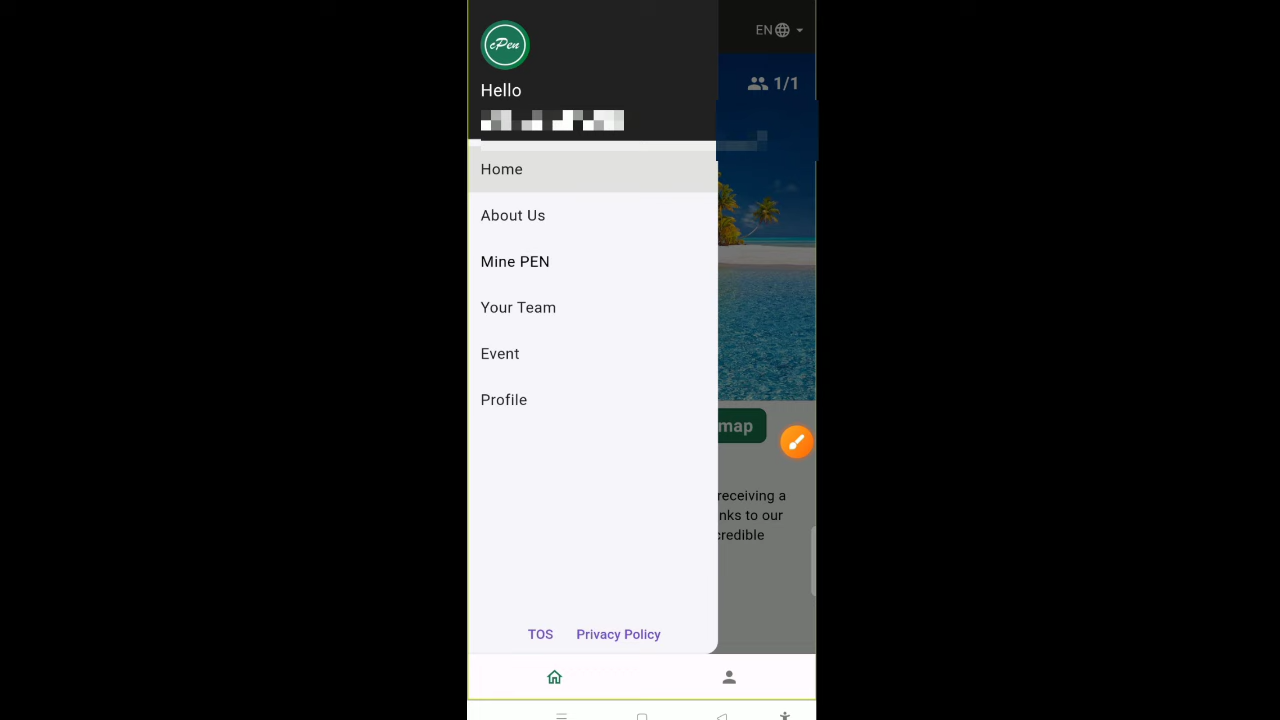 EN
cPen
1/1
Hello
Home
About Us
Mine PEN
Your Team
Event
Profile
map
receiving a
nks to our
credible
TOS Privacy Policy